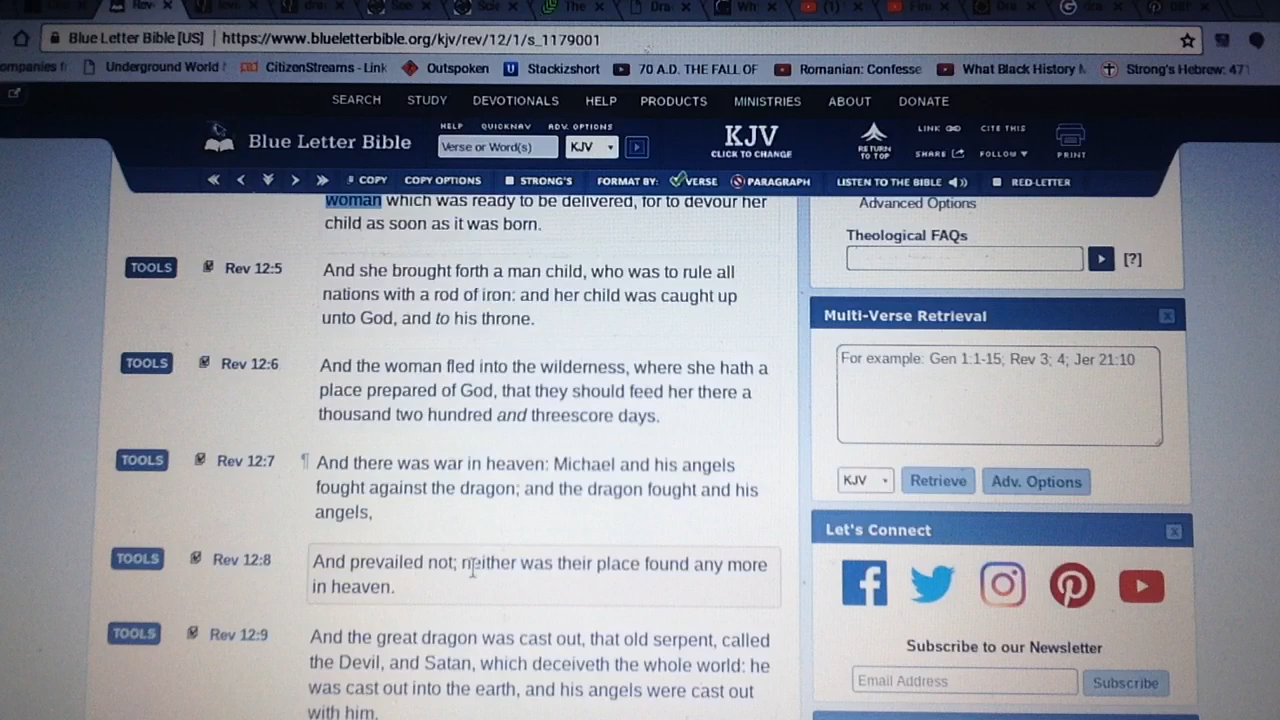 Rev
The
Dra
Wh
(1)
Blue Letter Bible [US] https://www.blueletterbible.org/kjv/rev/12/1/s_1179001
ompanies f
Underground World
CitizenStreams - Link
Outspoken
Stackizshort
70 A.D. THE FALL OF
Romanian: Confesse
What Black History M
Strong's Hebrew: 471
SEARCH STUDY DEVOTIONALS HELP PRODUCTS MINISTRIES ABOUT DONATE
Blue Letter Bible
HELP QUICKNAV ADV. OPTIONS
Verse or Word(s) KJV
KJV
CLICK TO CHANGE
RETURN
TO TOP
LINK CITE THIS
SHARE FOLLOW
PRINT
COPY COPY OPTIONS STRONG'S FORMAT BY: VERSE PARAGRAPH LISTEN TO THE BIBLE RED-LETTER
woman which was ready to be delivered, for to devour her
child as soon as it was born.
TOOLS Rev 12:5 And she brought forth a man child, who was to rule all
nations with a rod of iron: and her child was caught up
unto God, and to his throne.
TOOLS Rev 12:6 And the woman fled into the wilderness, where she hath a
place prepared of God, that they should feed her there a
thousand two hundred and threescore days.
TOOLS Rev 12:7 ¶ And there was war in heaven: Michael and his angels
fought against the dragon; and the dragon fought and his
angels,
TOOLS Rev 12:8 And prevailed not; neither was their place found any more
in heaven.
TOOLS Rev 12:9 And the great dragon was cast out, that old serpent, called
the Devil, and Satan, which deceiveth the whole world: he
was cast out into the earth, and his angels were cast out
with him.
Advanced Options
Theological FAQs
[?]
Multi-Verse Retrieval
For example: Gen 1:1-15; Rev 3; 4; Jer 21:10
KJV Retrieve Adv. Options
Let's Connect
Subscribe to our Newsletter
Email Address Subscribe